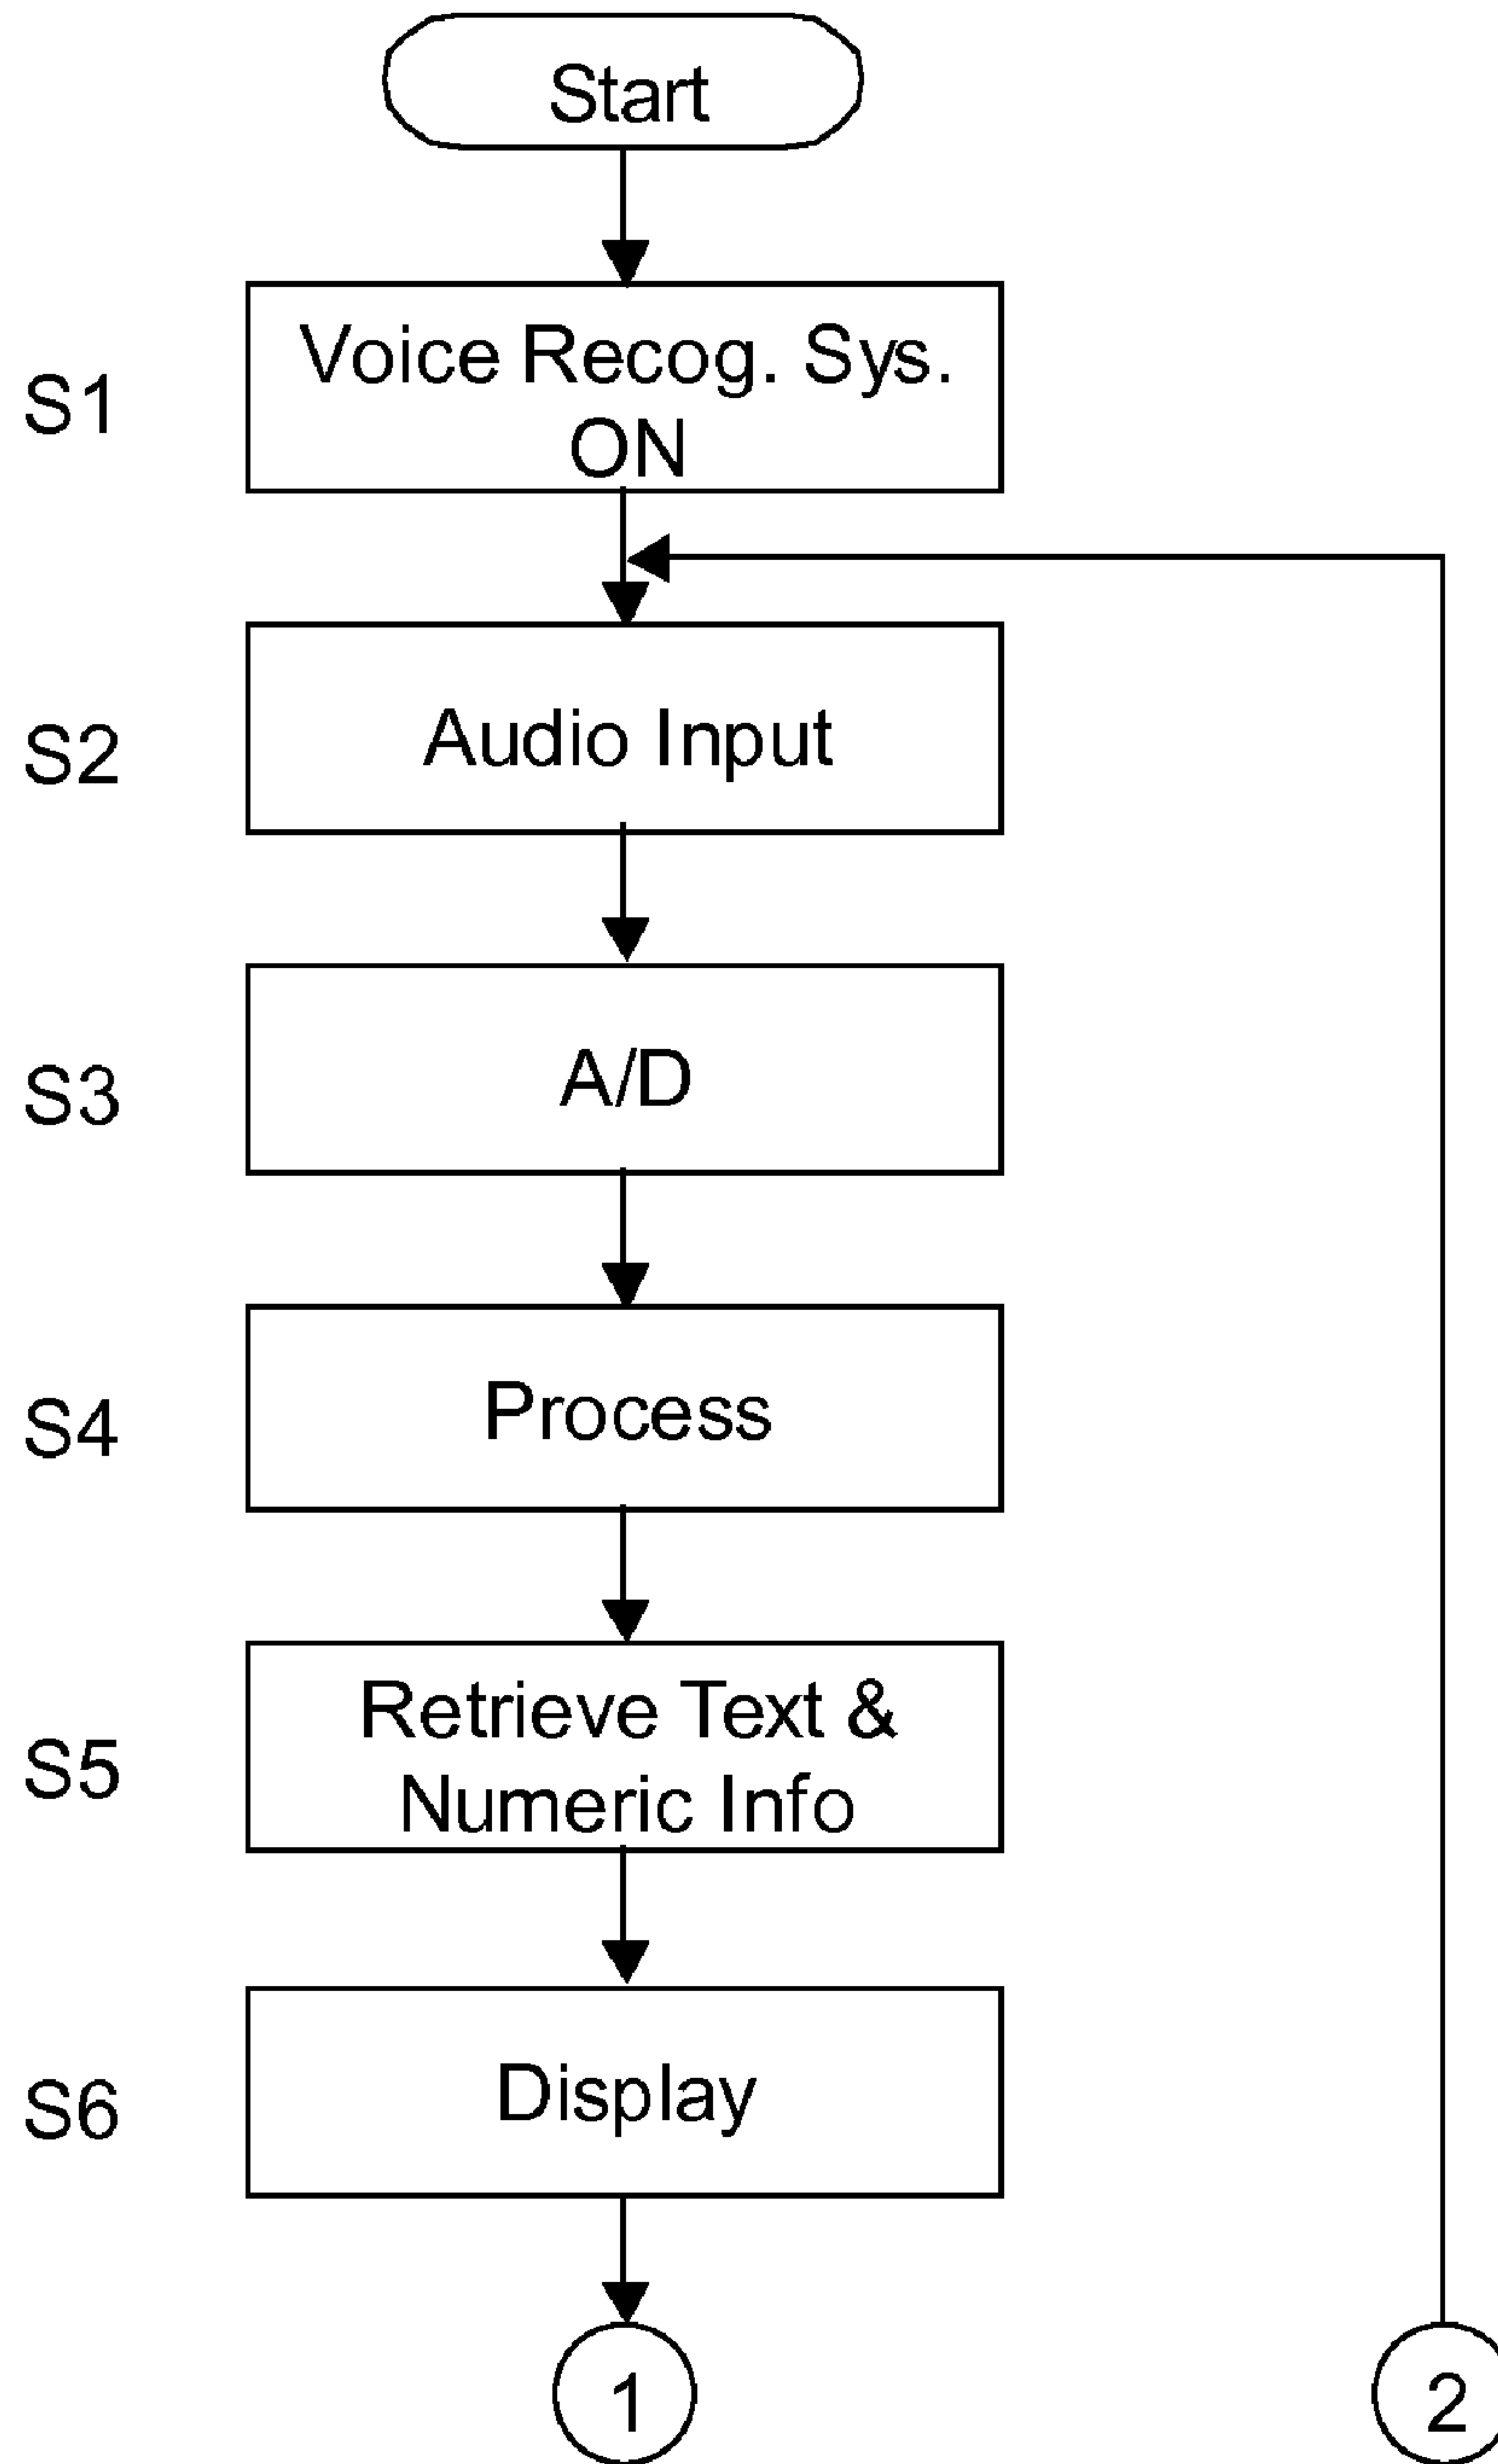 Start
S1
Voice Recog. Sys.
ON
S2
Audio Input
S3
A/D
S4
Process
S5
Retrieve Text &
Numeric Info
S6
Display
1
2